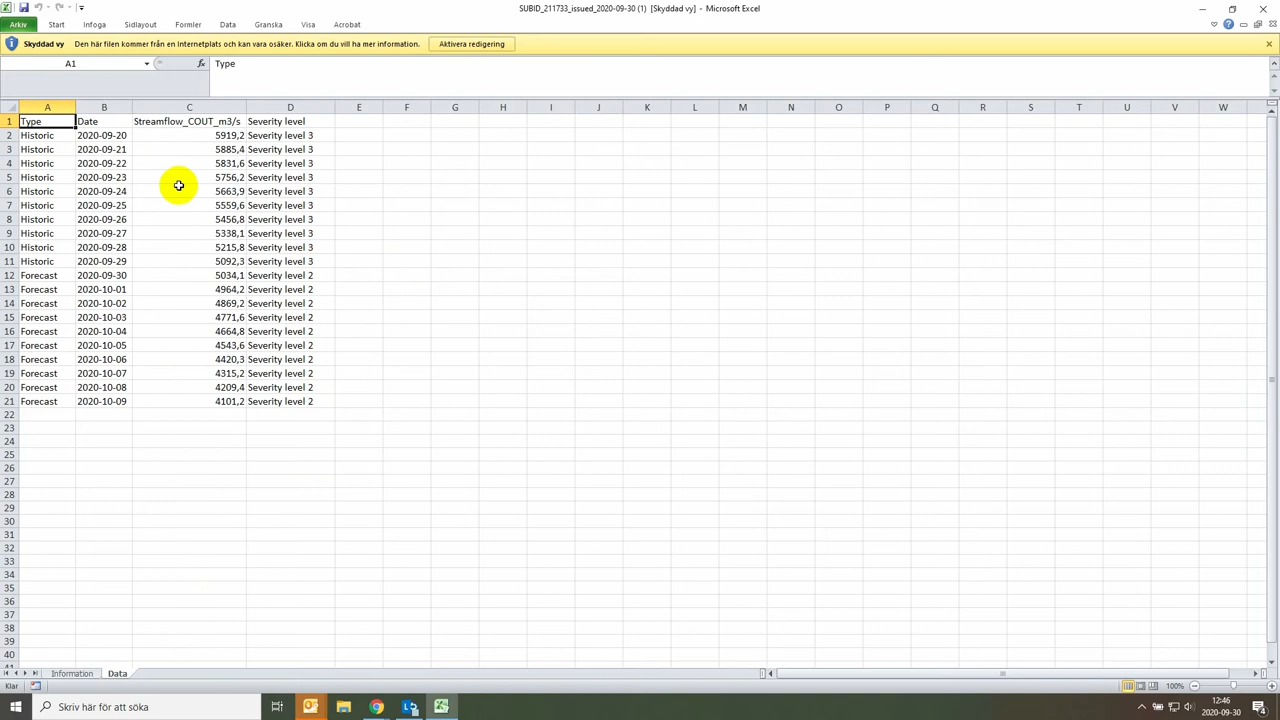 SUBID_211733_issued_2020-09-30 (1) [Skyddad vy] - Microsoft Excel
Arkiv Start Infoga Sidlayout Formler Data Granska Visa Acrobat
Skyddad vy Den här filen kommer från en Internetplats och kan vara osäker. Klicka om du vill ha mer information. Aktivera redigering
A1 fx Type
A B C D E F G H I J K L M N O P Q R S T U V W
1 Type Date Streamflow_COUT_m3/s Severity level
2 Historic 2020-09-20 5919,2 Severity level 3
3 Historic 2020-09-21 5885,4 Severity level 3
4 Historic 2020-09-22 5831,6 Severity level 3
5 Historic 2020-09-23 5756,2 Severity level 3
6 Historic 2020-09-24 5663,9 Severity level 3
7 Historic 2020-09-25 5559,6 Severity level 3
8 Historic 2020-09-26 5456,8 Severity level 3
9 Historic 2020-09-27 5338,1 Severity level 3
10 Historic 2020-09-28 5215,8 Severity level 3
11 Historic 2020-09-29 5092,3 Severity level 3
12 Forecast 2020-09-30 5034,1 Severity level 2
13 Forecast 2020-10-01 4964,2 Severity level 2
14 Forecast 2020-10-02 4869,2 Severity level 2
15 Forecast 2020-10-03 4771,6 Severity level 2
16 Forecast 2020-10-04 4664,8 Severity level 2
17 Forecast 2020-10-05 4543,6 Severity level 2
18 Forecast 2020-10-06 4420,3 Severity level 2
19 Forecast 2020-10-07 4315,2 Severity level 2
20 Forecast 2020-10-08 4209,4 Severity level 2
21 Forecast 2020-10-09 4101,2 Severity level 2
22
23
24
25
26
27
28
29
30
31
32
33
34
35
36
37
38
39
40
41
Information Data
Klar 100%
Skriv här för att söka 12:46
2020-09-30